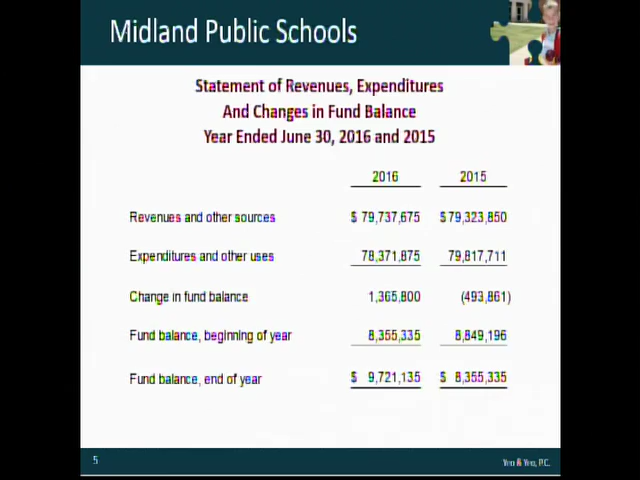 Midland Public Schools
Statement of Revenues, Expenditures
And Changes in Fund Balance
Year Ended June 30, 2016 and 2015
2016 2015
Revenues and other sources $ 79,737,675 $ 79,323,850
Expenditures and other uses 78,371,875 79,817,711
Change in fund balance 1,365,800 (493,861)
Fund balance, beginning of year 8,355,335 8,849,196
Fund balance, end of year $ 9,721,135 $ 8,355,335
5 Yeo & Yeo, P.C.